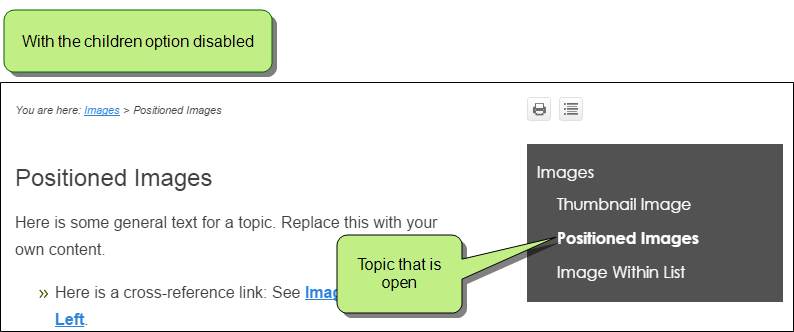 With the children option disabled
You are here: Images > Positioned Images
Images
Thumbnail Image
Positioned Images
Image Within List
Positioned Images
Here is some general text for a topic. Replace this with your
own content.
Topic that is
open
» Here is a cross-reference link: See
Left.